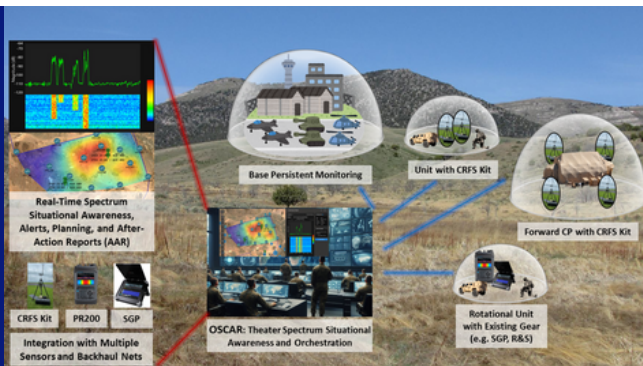 Real-Time Spectrum
Situational Awareness,
Alerts, Planning, and After-
Action Reports (AAR)
CRFS Kit
PR200
SGP
Integration with Multiple
Sensors and Backhaul Nets
Base Persistent Monitoring
Unit with CRFS Kit
Forward CP with CRFS Kit
OSCAR: Theater Spectrum Situational
Awareness and Orchestration
Rotational Unit
with Existing Gear
(e.g. SGP, R&S)